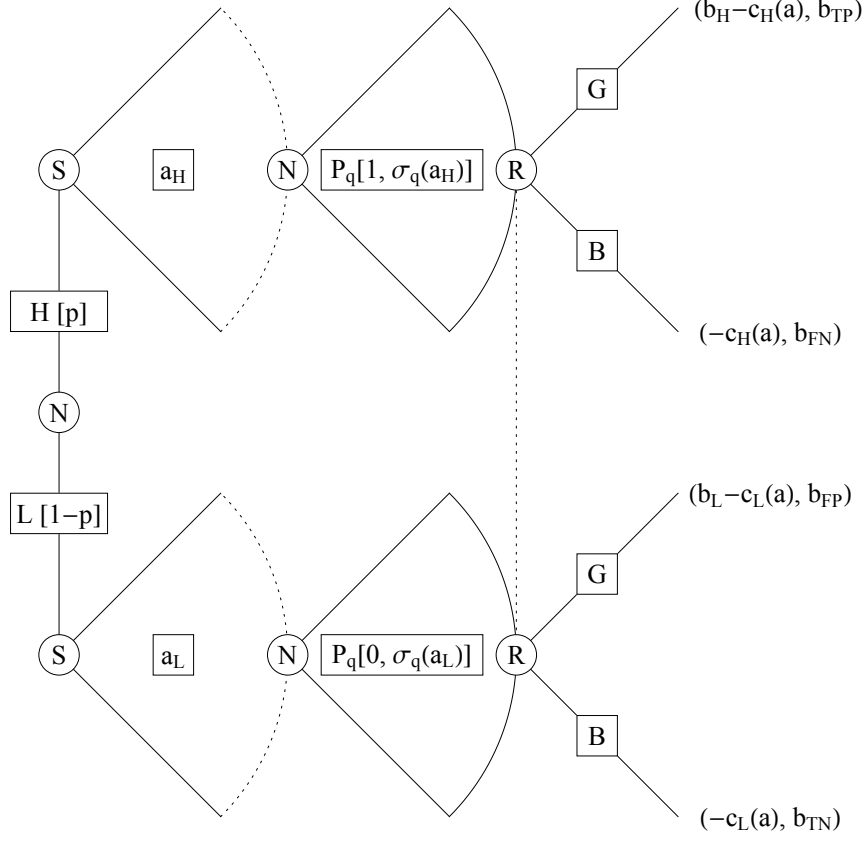 (b_H−c_H(a), b_TP)
G
S
a_H
N
P_q[1, σ_q(a_H)]
R
B
H [p]
(−c_H(a), b_FN)
N
L [1−p]
(b_L−c_L(a), b_FP)
G
S
a_L
N
P_q[0, σ_q(a_L)]
R
B
(−c_L(a), b_TN)